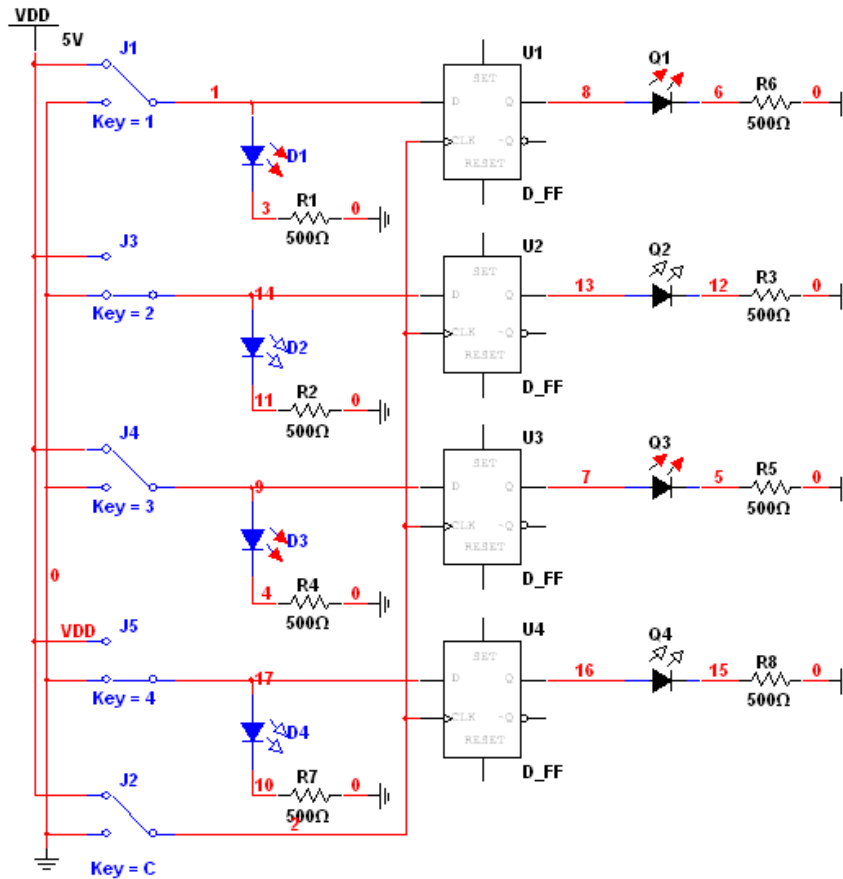 VDD
5V
J1
Key = 1
1
D1
3
R1
0
500Ω
U1
SET
D
Q
CLK
~Q
RESET
D_FF
8
Q1
6
R6
0
500Ω
J3
Key = 2
14
D2
11
R2
0
500Ω
U2
SET
D
Q
CLK
~Q
RESET
D_FF
13
Q2
12
R3
0
500Ω
J4
Key = 3
9
D3
4
R4
0
500Ω
U3
SET
D
Q
CLK
~Q
RESET
D_FF
7
Q3
5
R5
0
500Ω
0
VDD
J5
Key = 4
17
D4
10
R7
0
500Ω
U4
SET
D
Q
CLK
~Q
RESET
D_FF
16
Q4
15
R8
0
500Ω
J2
2
Key = C